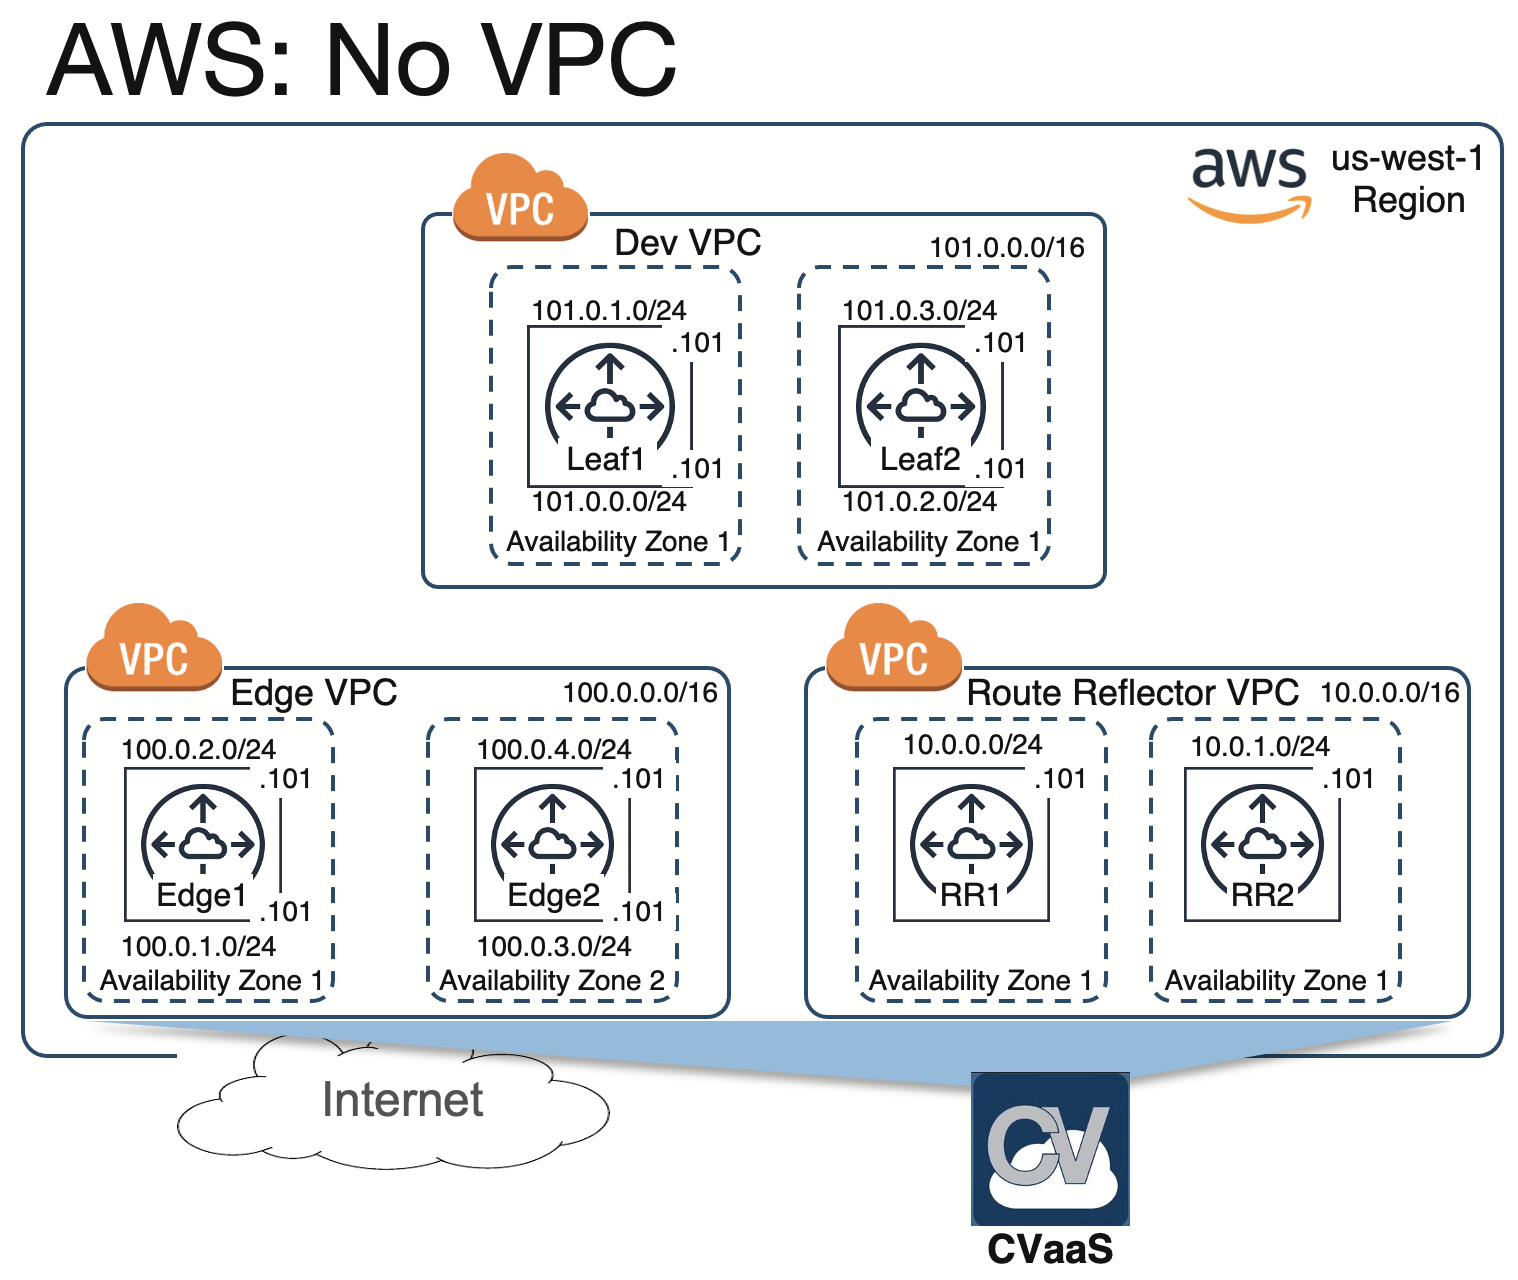 AWS: No VPC
aws
us-west-1
Region
VPC
Dev VPC
101.0.0.0/16
101.0.1.0/24
.101
Leaf1
.101
101.0.0.0/24
Availability Zone 1
101.0.3.0/24
.101
Leaf2
.101
101.0.2.0/24
Availability Zone 1
VPC
Edge VPC
100.0.0.0/16
100.0.2.0/24
.101
Edge1
.101
100.0.1.0/24
Availability Zone 1
100.0.4.0/24
.101
Edge2
.101
100.0.3.0/24
Availability Zone 2
VPC
Route Reflector VPC
10.0.0.0/16
10.0.0.0/24
.101
RR1
Availability Zone 1
10.0.1.0/24
.101
RR2
Availability Zone 1
Internet
CV
CVaaS